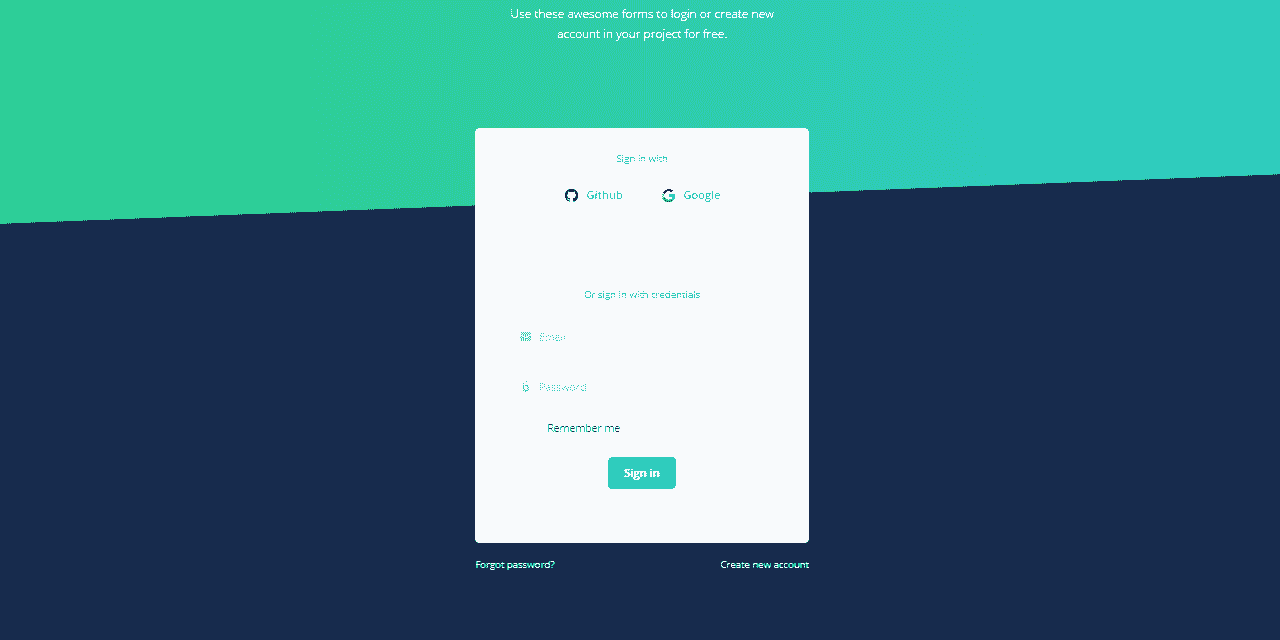 Use these awesome forms to login or create new
account in your project for free.
Sign in with
Github
Google
Or sign in with credentials
Email
Password
Remember me
Sign in
Forgot password?
Create new account